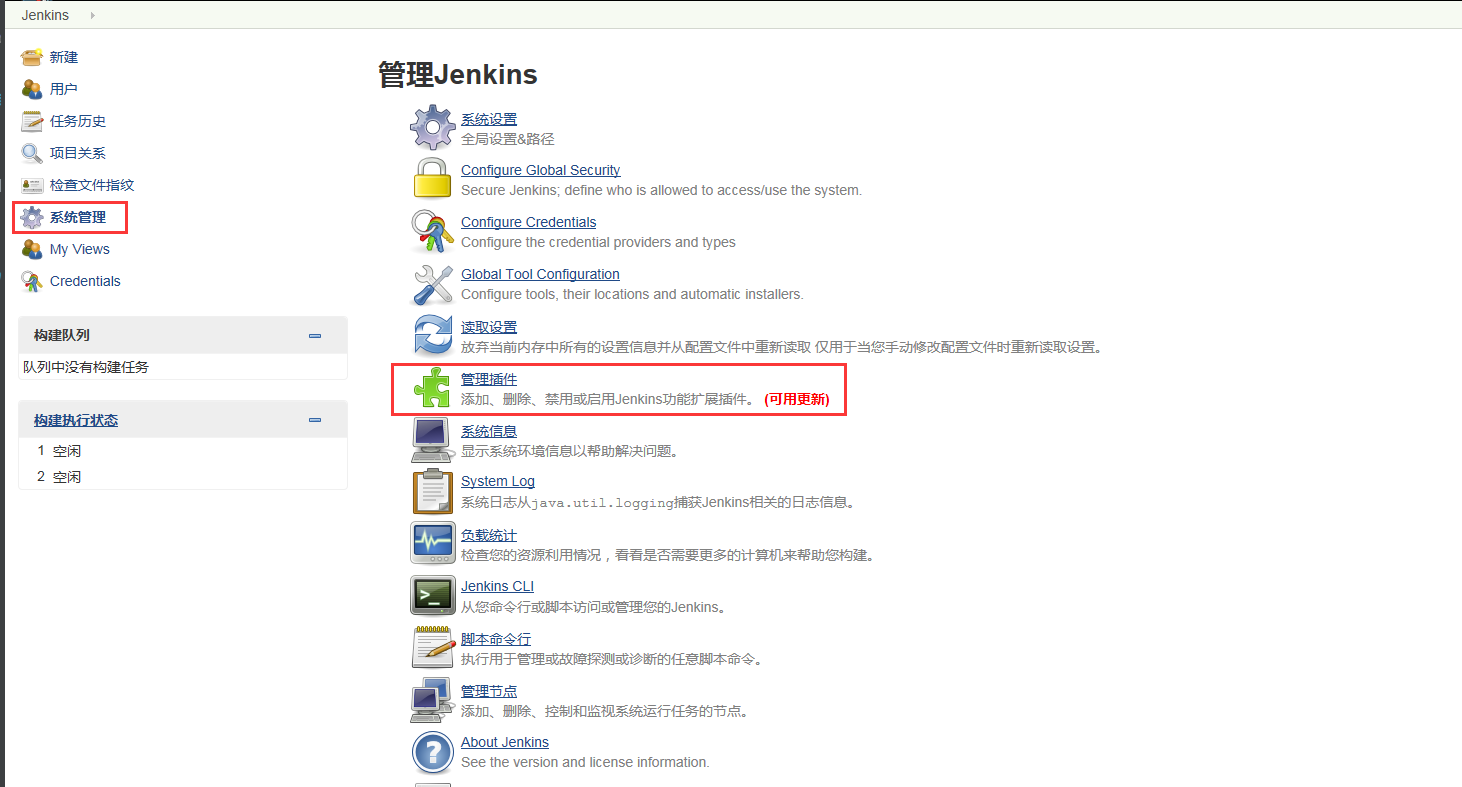 Jenkins
新建
用户
任务历史
项目关系
检查文件指纹
系统管理
My Views
Credentials
构建队列
队列中没有构建任务
构建执行状态
1 空闲
2 空闲
管理Jenkins
系统设置
全局设置&路径
Configure Global Security
Secure Jenkins; define who is allowed to access/use the system.
Configure Credentials
Configure the credential providers and types
Global Tool Configuration
Configure tools, their locations and automatic installers.
读取设置
放弃当前内存中所有的设置信息并从配置文件中重新读取 仅用于当您手动修改配置文件时重新读取设置。
管理插件
添加、删除、禁用或启用Jenkins功能扩展插件。 (可用更新)
系统信息
显示系统环境信息以帮助解决问题。
System Log
系统日志从java.util.logging捕获Jenkins相关的日志信息。
负载统计
检查您的资源利用情况，看看是否需要更多的计算机来帮助您构建。
Jenkins CLI
从您命令行或脚本访问或管理您的Jenkins。
脚本命令行
执行用于管理或故障探测或诊断的任意脚本命令。
管理节点
添加、删除、控制和监视系统运行任务的节点。
About Jenkins
See the version and license information.